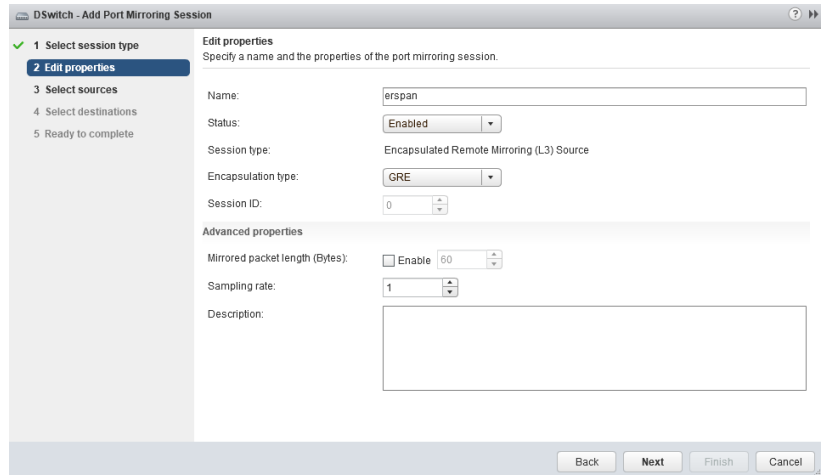 DSwitch - Add Port Mirroring Session
1 Select session type
2 Edit properties
3 Select sources
4 Select destinations
5 Ready to complete
Edit properties
Specify a name and the properties of the port mirroring session.
Name: erspan
Status: Enabled
Session type: Encapsulated Remote Mirroring (L3) Source
Encapsulation type: GRE
Session ID: 0
Advanced properties
Mirrored packet length (Bytes): Enable 60
Sampling rate: 1
Description:
Back Next Finish Cancel